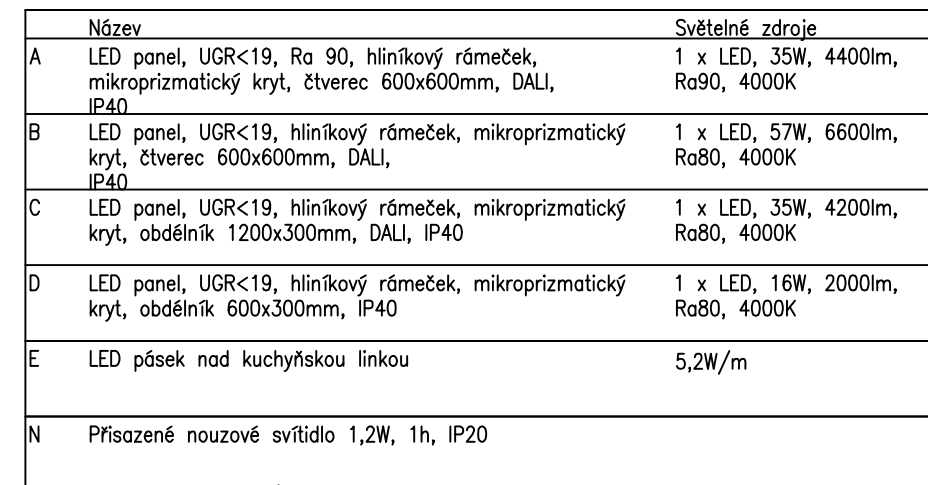 Název Světelné zdroje
A LED panel, UGR<19, Ra 90, hliníkový rámeček, 1 x LED, 35W, 4400lm,
mikroprizmatický kryt, čtverec 600x600mm, DALI, Ra90, 4000K
IP40
B LED panel, UGR<19, hliníkový rámeček, mikroprizmatický 1 x LED, 57W, 6600lm,
kryt, čtverec 600x600mm, DALI, Ra80, 4000K
IP40
C LED panel, UGR<19, hliníkový rámeček, mikroprizmatický 1 x LED, 35W, 4200lm,
kryt, obdélník 1200x300mm, DALI, IP40 Ra80, 4000K
D LED panel, UGR<19, hliníkový rámeček, mikroprizmatický 1 x LED, 16W, 2000lm,
kryt, obdélník 600x300mm, IP40 Ra80, 4000K
E LED pásek nad kuchyňskou linkou 5,2W/m
N Přisazené nouzové svítidlo 1,2W, 1h, IP20